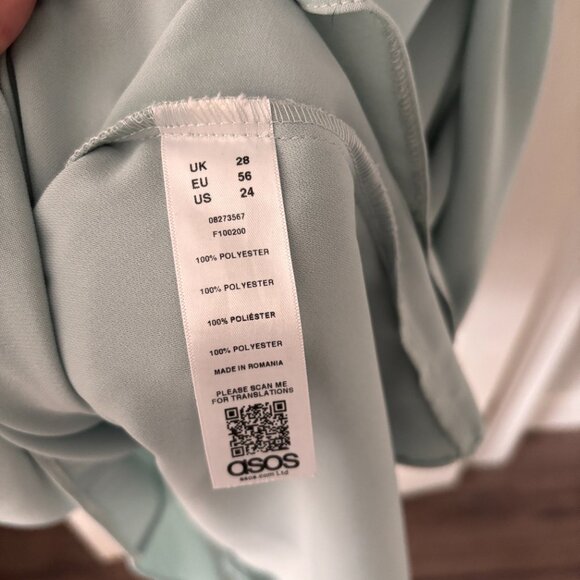 UK 28
EU 56
US 24
08273567
F100200
100% POLYESTER
100% POLYESTER
100% POLIÉSTER
100% POLYESTER
MADE IN ROMANIA
PLEASE SCAN ME
FOR TRANSLATIONS
asos
asos.com Ltd